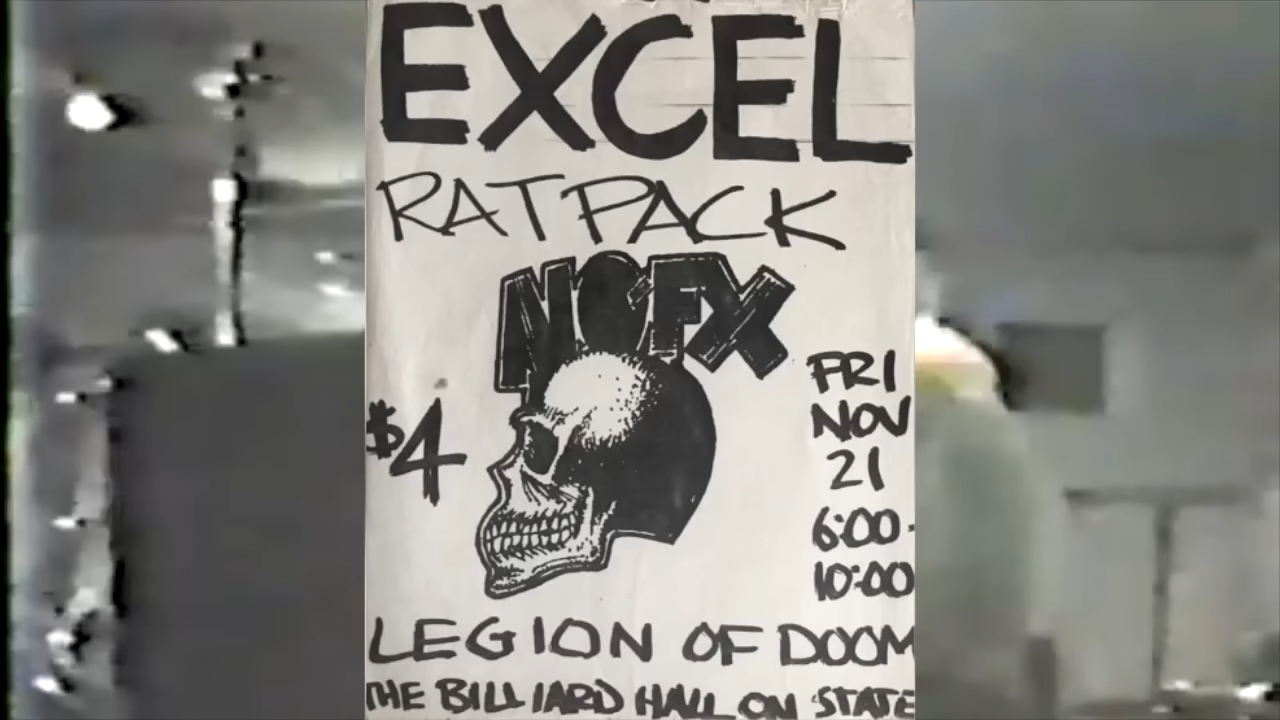 EXCEL
RATPACK
NOFX
$4
FRI
NOV
21
6:00-
10:00
LEGION OF DOOM
THE BILLIARD HALL ON STATE